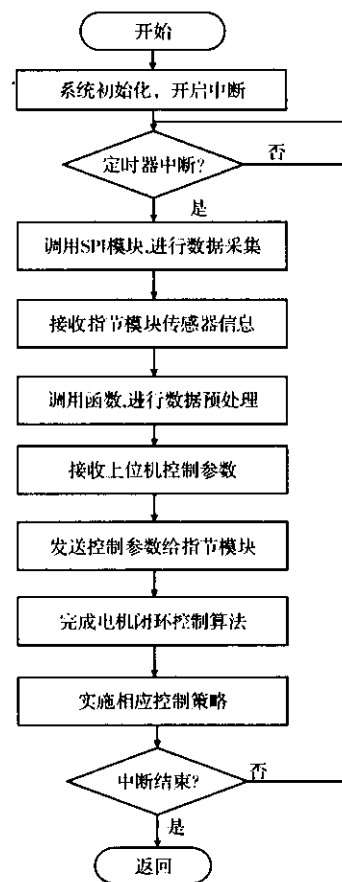 开始
系统初始化，开启中断
定时器中断?
否
是
调用SPI模块,进行数据采集
接收指节模块传感器信息
调用函数,进行数据预处理
接收上位机控制参数
发送控制参数给指节模块
完成电机闭环控制算法
实施相应控制策略
中断结束?
否
是
返回